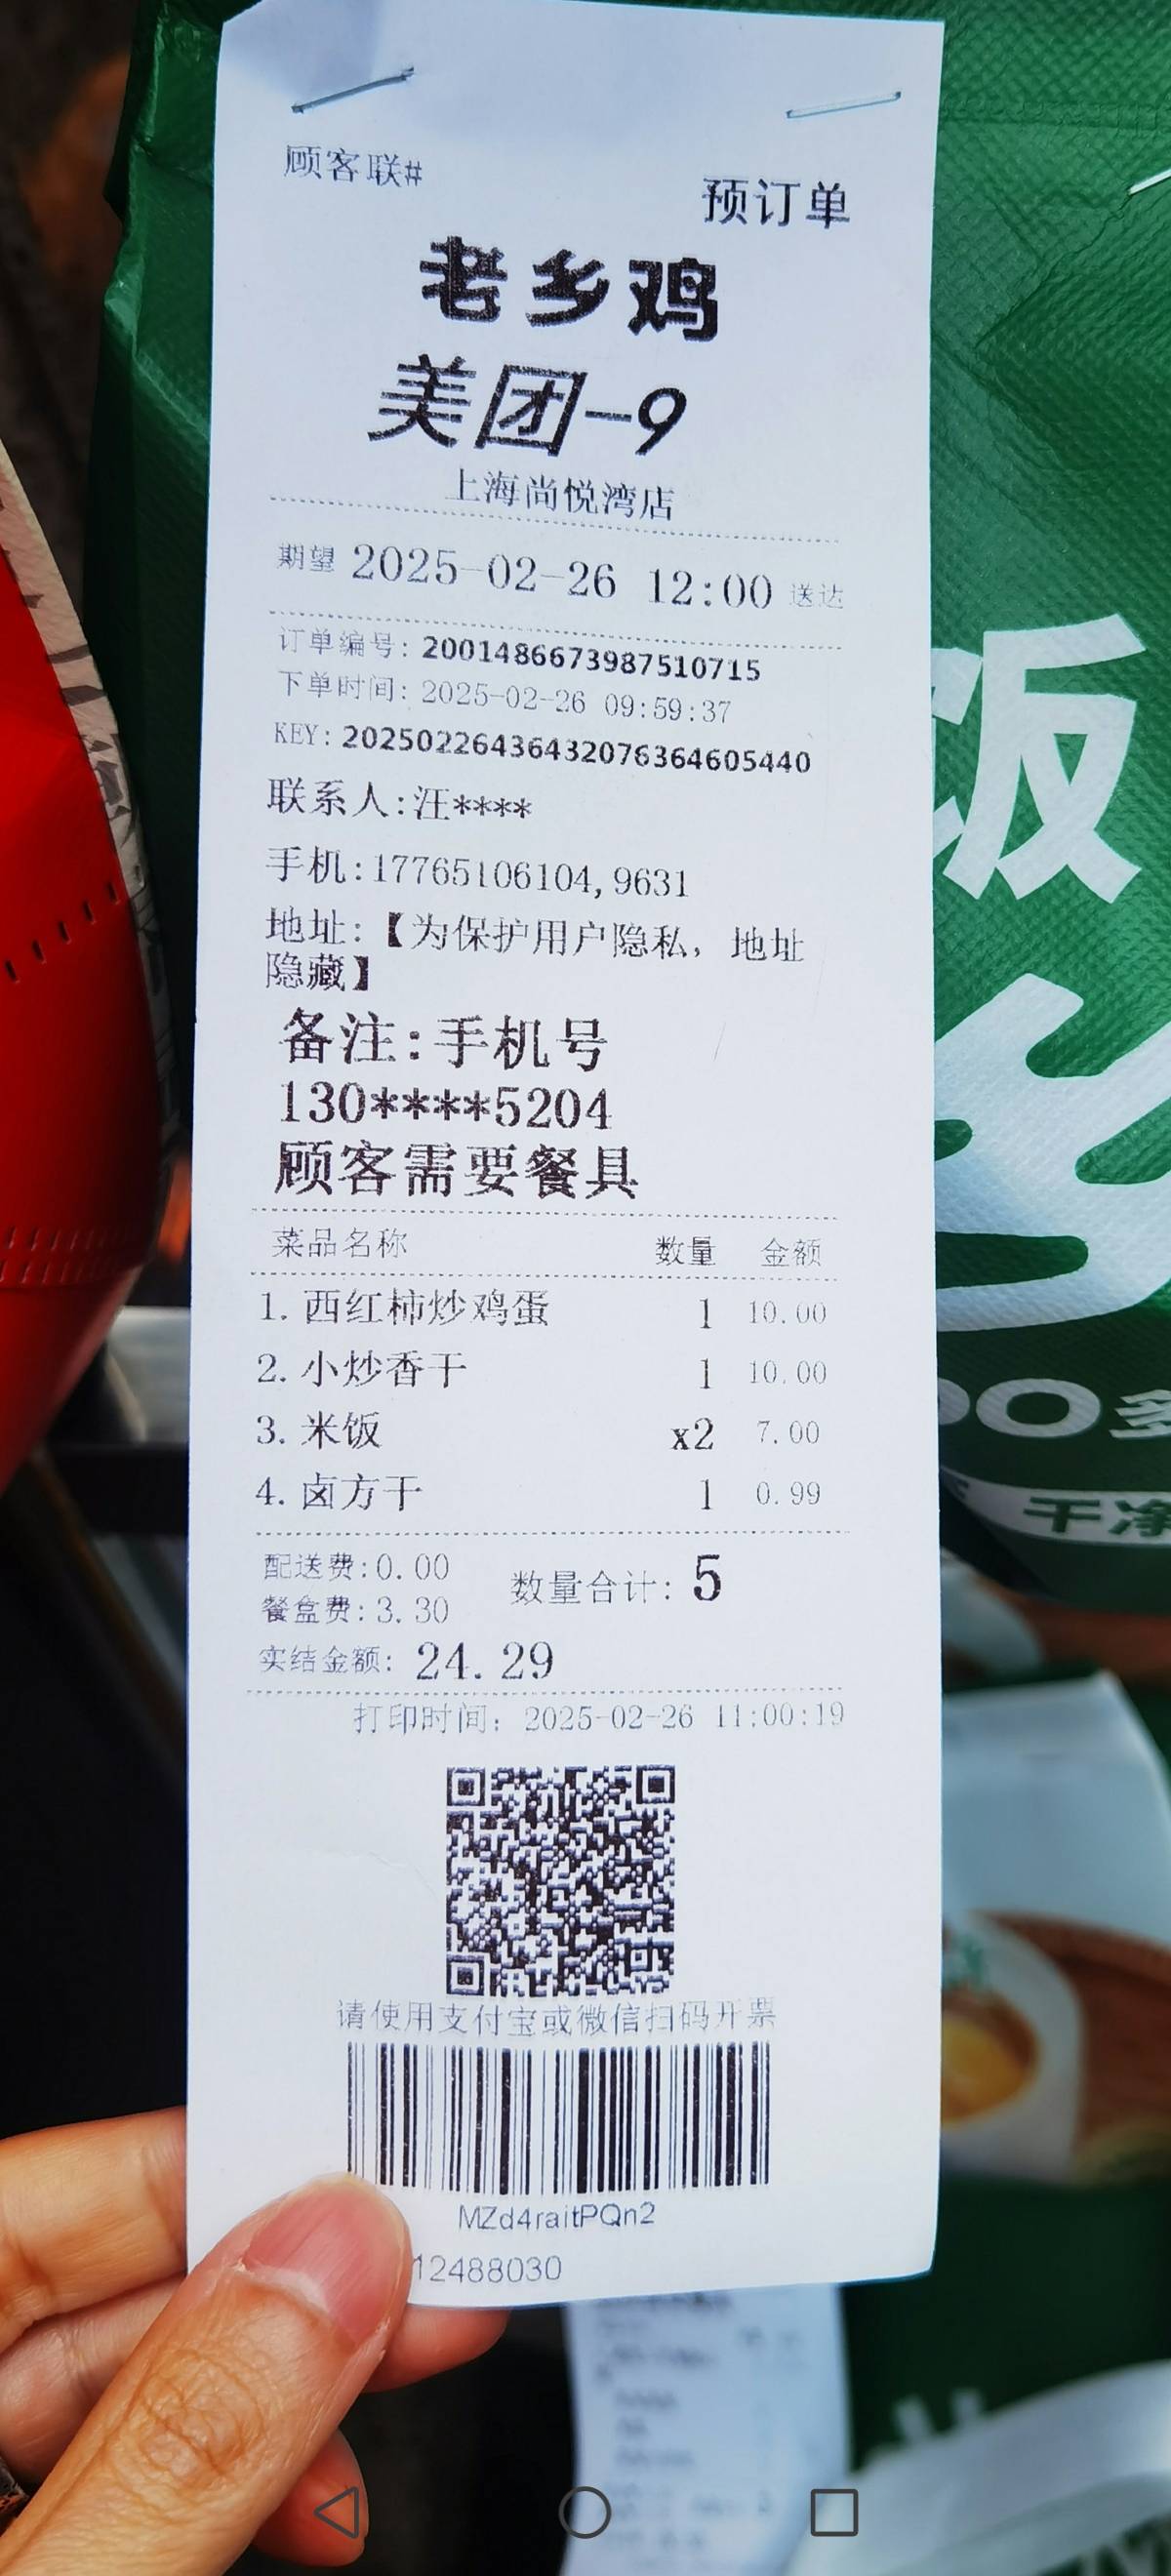 顾客联#
预订单
老乡鸡
美团-9
上海尚悦湾店
期望 2025-02-26 12:00 送达
订单编号: 2001486673987510715
下单时间: 2025-02-26 09:59:37
KEY: 2025022643643207636460​5440
联系人:汪****
手机:17765106104,9631
地址:【为保护用户隐私, 地址
隐藏】
备注:手机号
130****5204
顾客需要餐具
菜品名称 数量 金额
1. 西红柿炒鸡蛋 1 10.00
2. 小炒香干 1 10.00
3. 米饭 x2 7.00
4. 卤方干 1 0.99
配送费:0.00
数量合计: 5
餐盒费:3.30
实结金额: 24.29
打印时间: 2025-02-26 11:00:19
请使用支付宝或微信扫码开票
MZd4raitPQn2
12488030
饭
干净